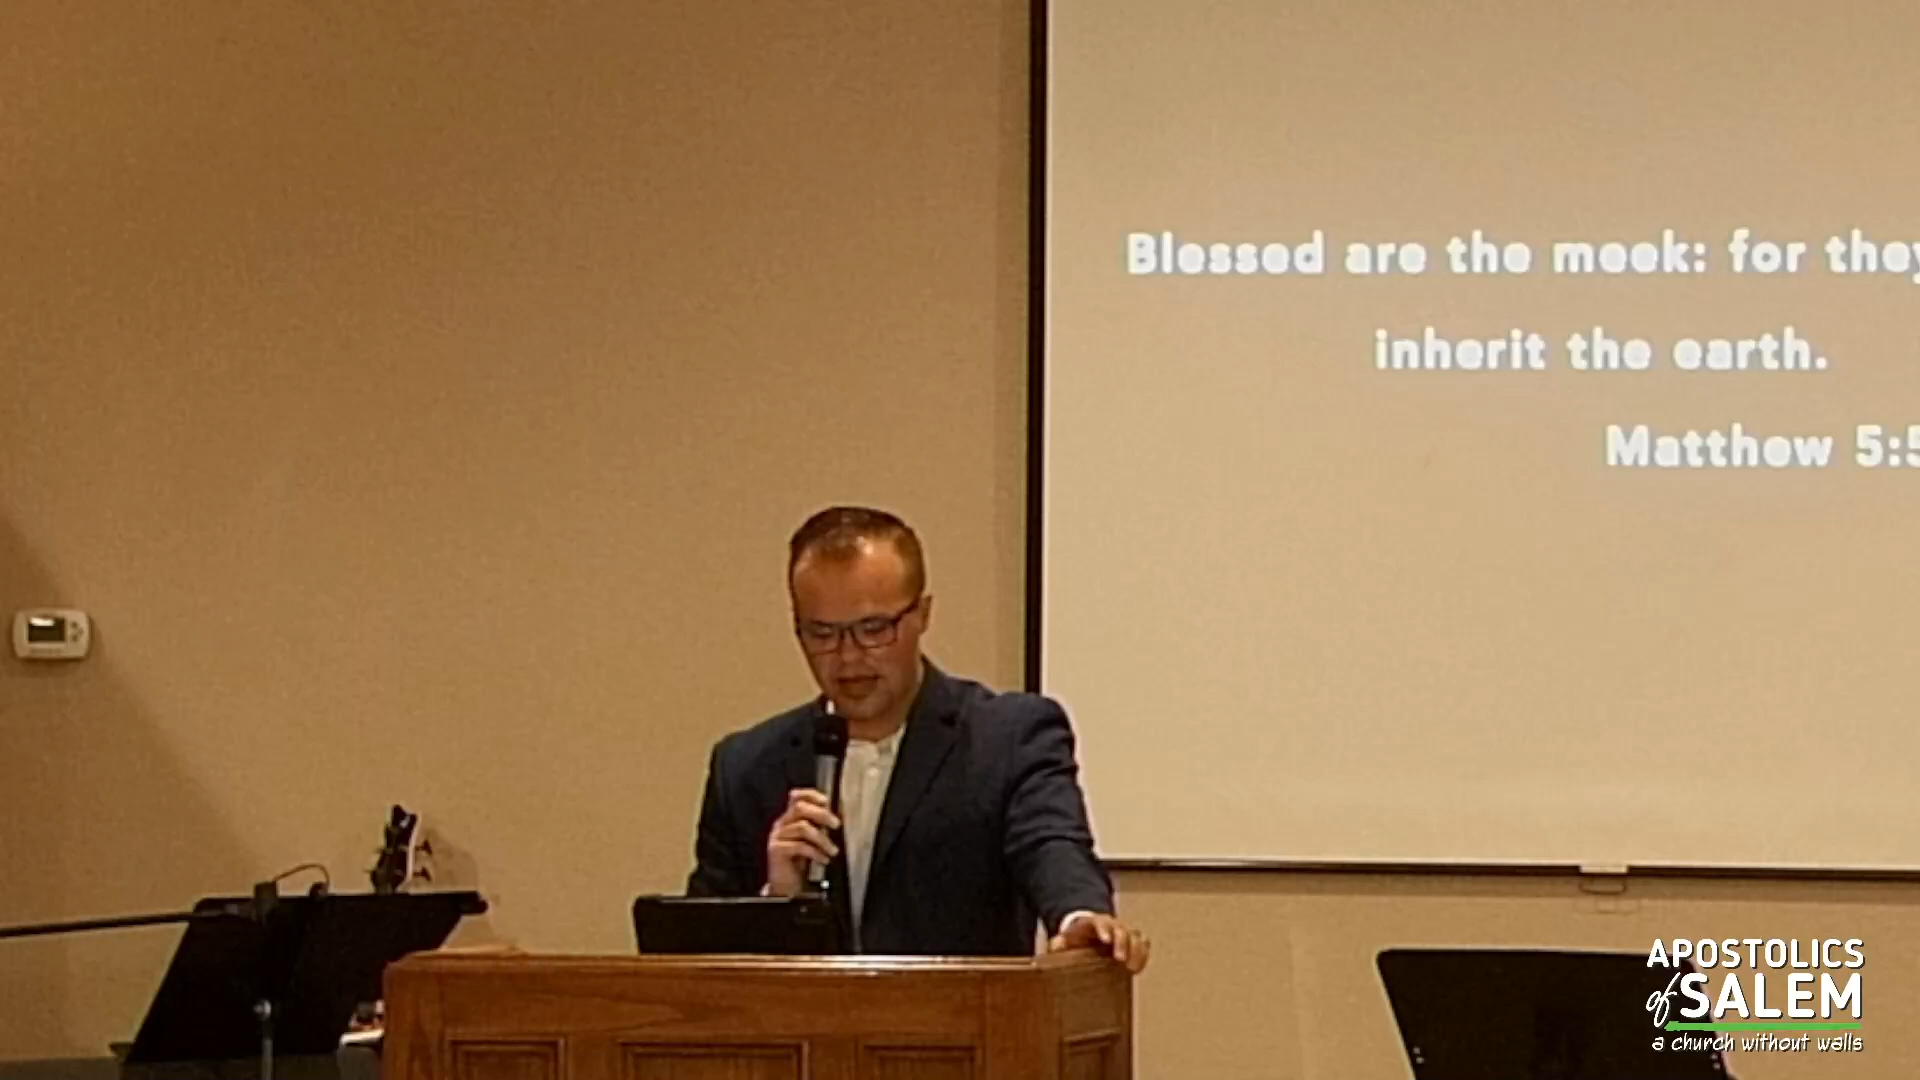 Blessed are the meek: for they
inherit the earth.
Matthew 5:5
APOSTOLICS
of SALEM
a church without walls